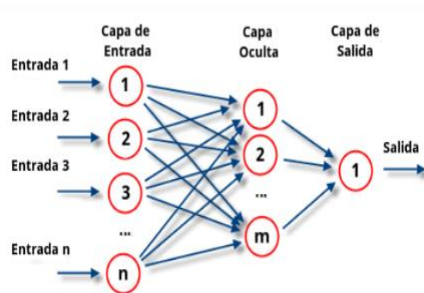 Capa de
Entrada
Capa
Oculta
Capa de
Salida
Entrada 1
1
1
Entrada 2
2
2
Entrada 3
3
...
1
Salida
...
m
Entrada n
n